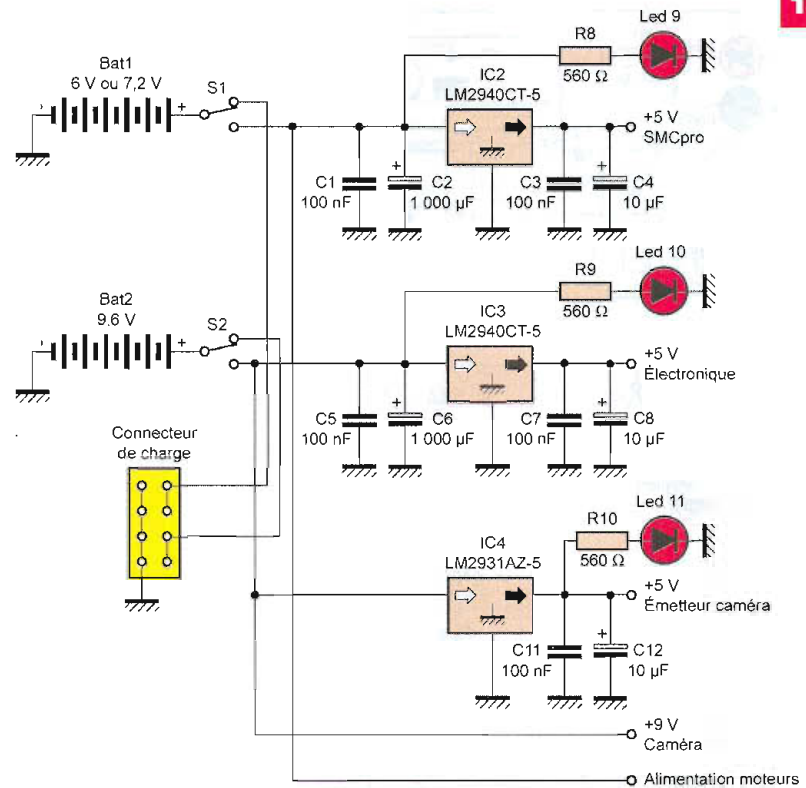 1
Led 9
R8
560 Ω
Bat1
6 V ou 7,2 V
S1
IC2
LM2940CT-5
+5 V
SMCpro
C1
100 nF
C2
1 000 µF
C3
100 nF
C4
10 µF
Led 10
R9
560 Ω
Bat2
9.6 V
S2
IC3
LM2940CT-5
+5 V
Électronique
C5
100 nF
C6
1 000 µF
C7
100 nF
C8
10 µF
Connecteur
de charge
Led 11
R10
560 Ω
IC4
LM2931AZ-5
+5 V
Émetteur caméra
C11
100 nF
C12
10 µF
+9 V
Caméra
Alimentation moteurs